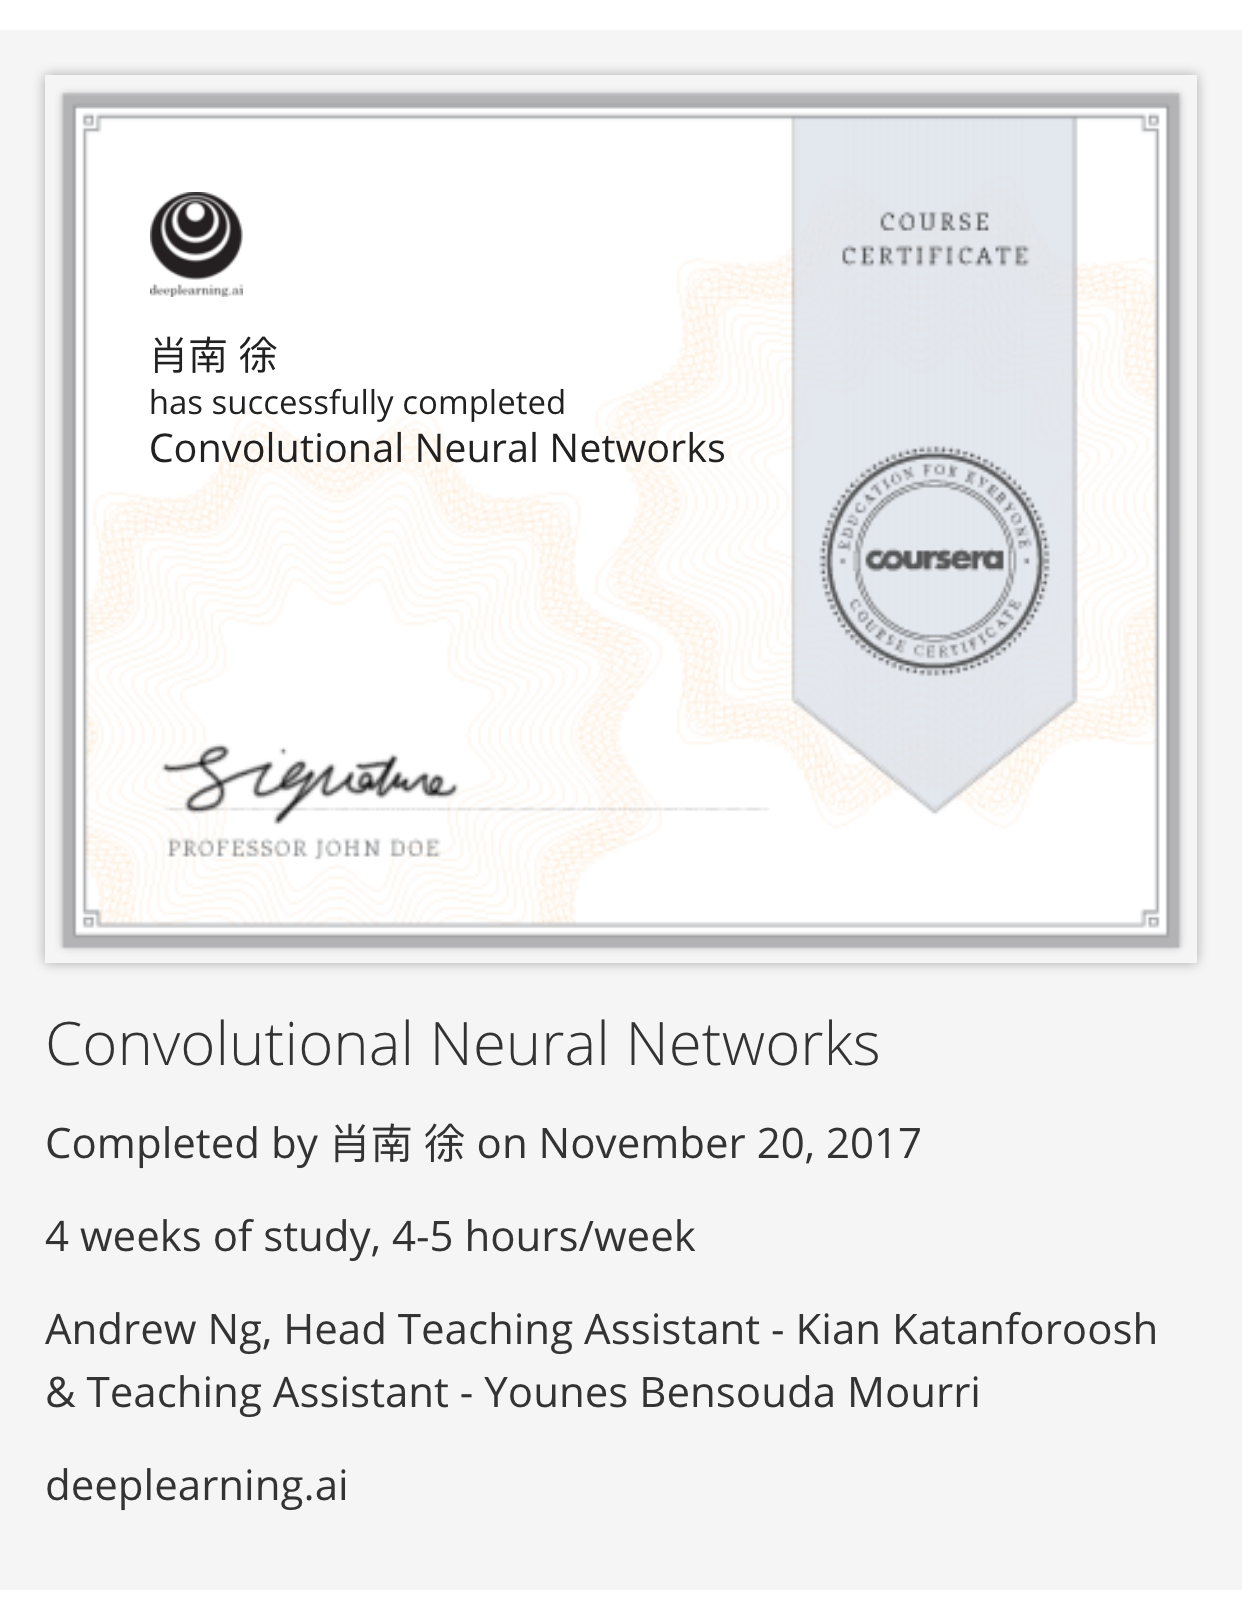 deeplearning.ai
肖南 徐
has successfully completed
Convolutional Neural Networks
COURSE
CERTIFICATE
EDUCATION FOR EVERYONE
coursera
COURSE CERTIFICATE
Signature
PROFESSOR JOHN DOE
Convolutional Neural Networks
Completed by 肖南 徐 on November 20, 2017
4 weeks of study, 4-5 hours/week
Andrew Ng, Head Teaching Assistant - Kian Katanforoosh
& Teaching Assistant - Younes Bensouda Mourri
deeplearning.ai